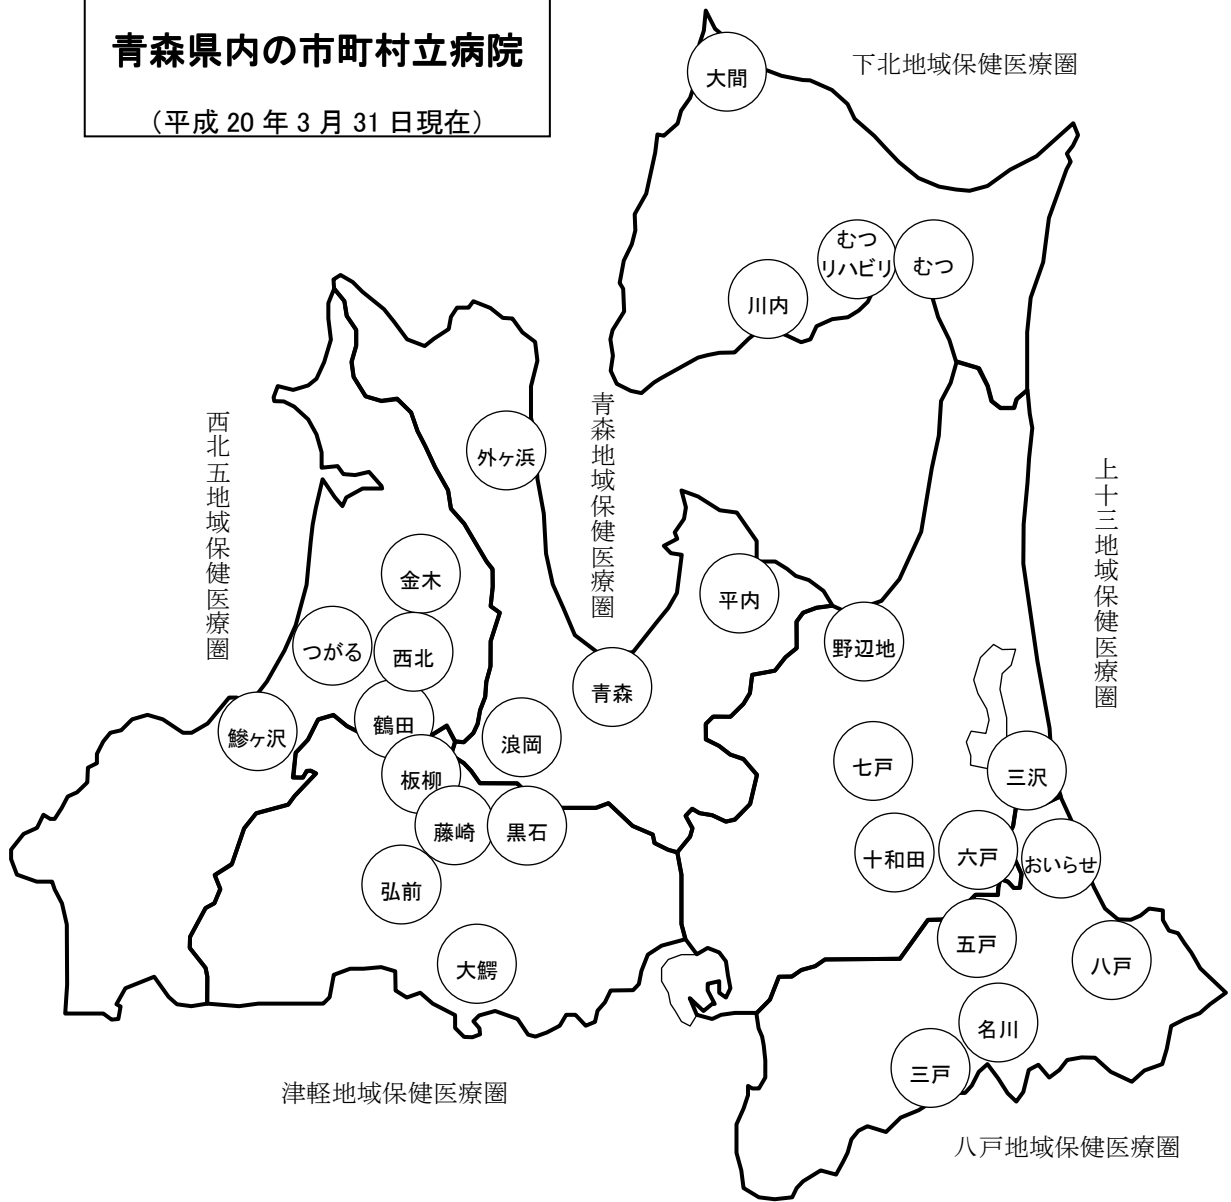 青森県内の市町村立病院
（平成 20 年 3 月 31 日現在）
下北地域保健医療圏
大間
むつ
リハビリ
むつ
川内
西北五地域保健医療圏
青森地域保健医療圏
上十三地域保健医療圏
外ヶ浜
金木
平内
つがる
西北
野辺地
青森
鰺ヶ沢
鶴田
浪岡
板柳
七戸
三沢
藤崎
黒石
十和田
六戸
おいらせ
弘前
五戸
八戸
大鰐
名川
三戸
津軽地域保健医療圏
八戸地域保健医療圏